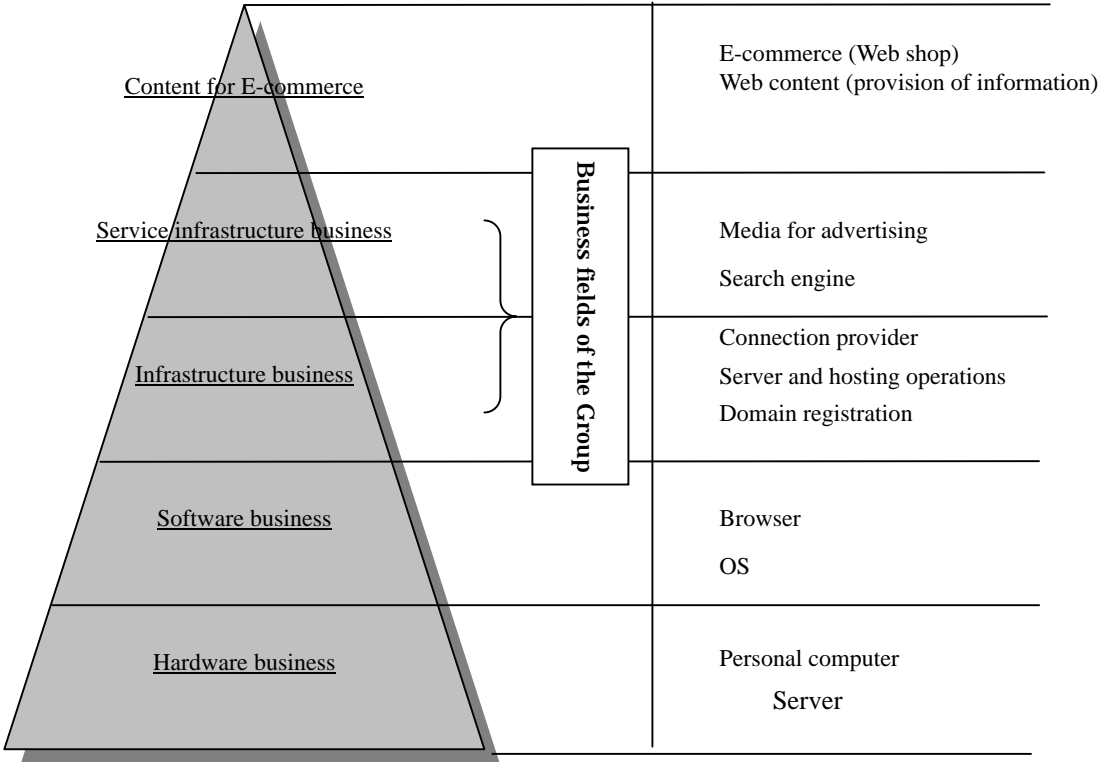 Content for E-commerce
E-commerce (Web shop)
Web content (provision of information)
Business fields of the Group
Service infrastructure business
Media for advertising
Search engine
Infrastructure business
Connection provider
Server and hosting operations
Domain registration
Software business
Browser
OS
Hardware business
Personal computer
Server